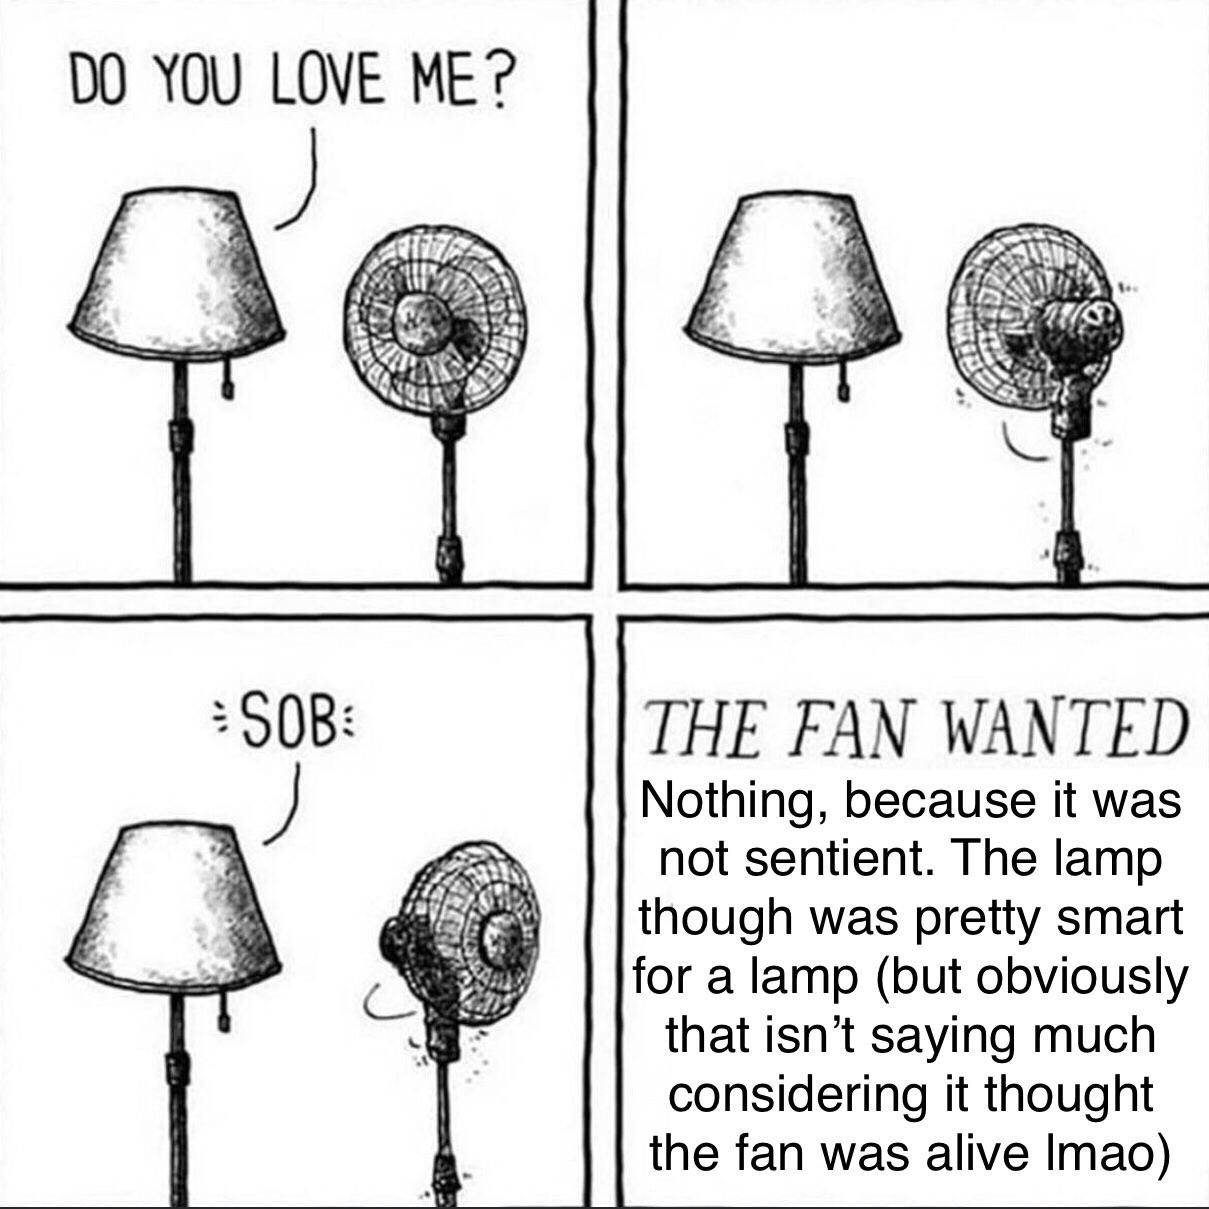 DO YOU LOVE ME?
SOB
THE FAN WANTED
Nothing, because it was
not sentient. The lamp
though was pretty smart
for a lamp (but obviously
that isn’t saying much
considering it thought
the fan was alive lmao)